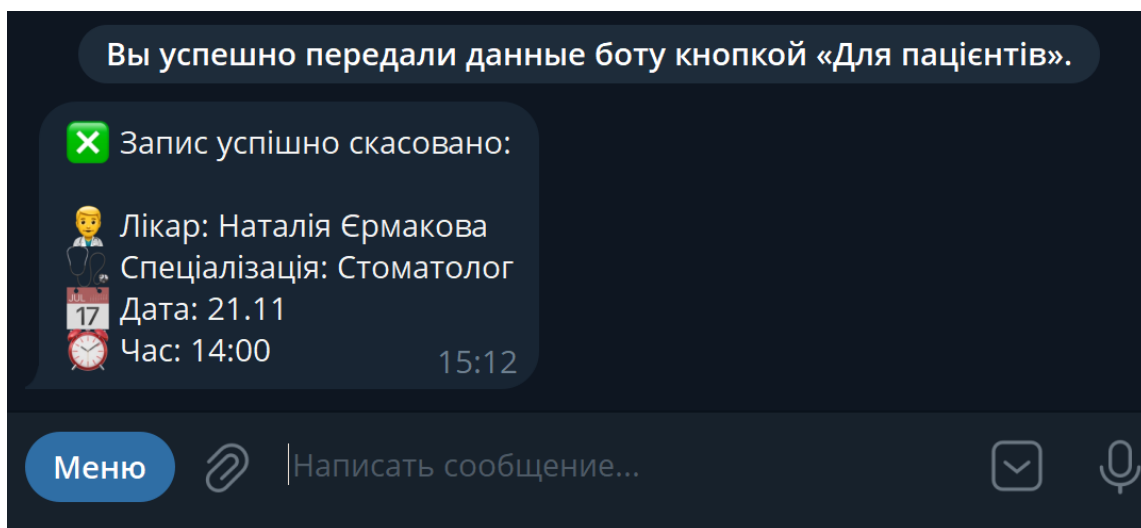 Вы успешно передали данные боту кнопкой «Для пацієнтів».
❎ Запис успішно скасовано:
👨‍⚕️ Лікар: Наталія Єрмакова
🩺 Спеціалізація: Стоматолог
📅 Дата: 21.11
⏰ Час: 14:00
15:12
Меню
Написать сообщение...